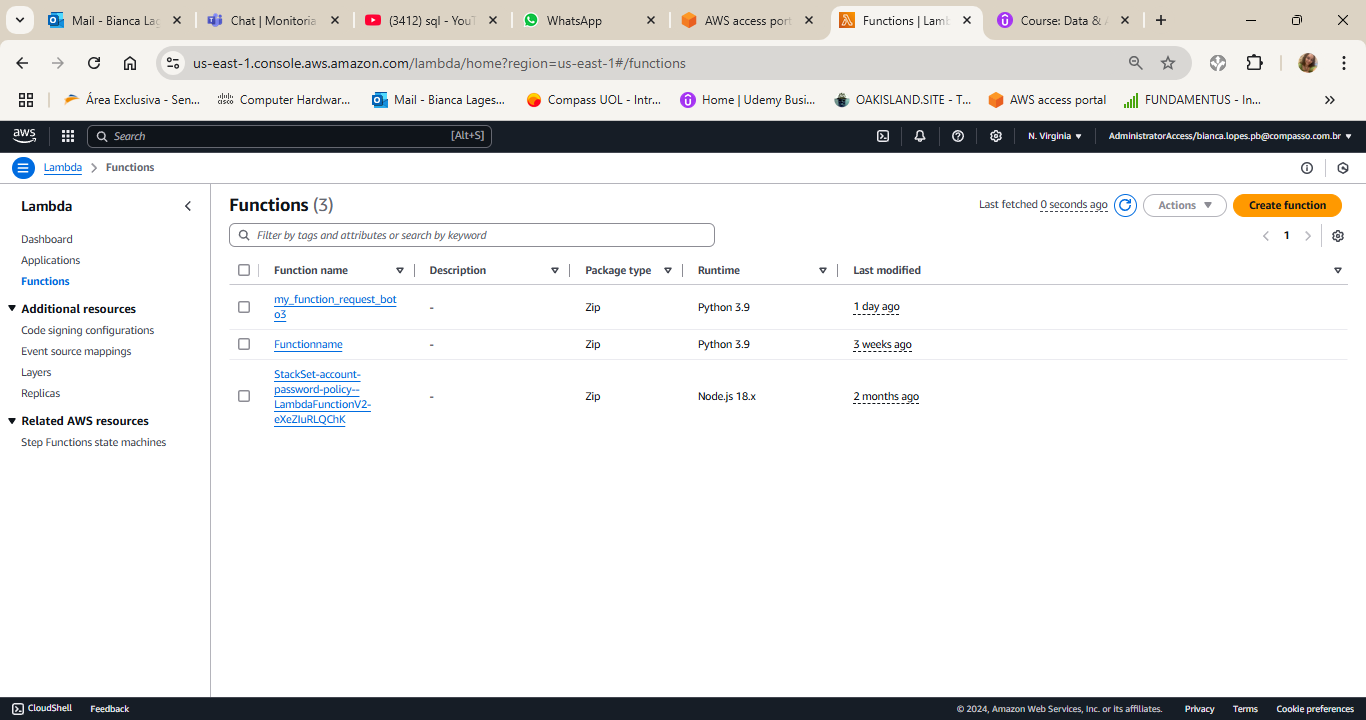 Mail - Bianca Lag
Chat | Monitoria
(3412) sql - YouT
WhatsApp
AWS access port
Functions | Lamb
Course: Data & A
us-east-1.console.aws.amazon.com/lambda/home?region=us-east-1#/functions
Área Exclusiva - Sen...
Computer Hardwar...
Mail - Bianca Lages...
Compass UOL - Intr...
Home | Udemy Busi...
OAKISLAND.SITE - T...
AWS access portal
FUNDAMENTUS - In...
aws
Search
[Alt+S]
N. Virginia
AdministratorAccess/bianca.lopes.pb@compasso.com.br
Lambda
Functions
Lambda
Dashboard
Applications
Functions
Additional resources
Code signing configurations
Event source mappings
Layers
Replicas
Related AWS resources
Step Functions state machines
Functions (3)
Last fetched 0 seconds ago
Actions
Create function
Filter by tags and attributes or search by keyword
1
Function name
Description
Package type
Runtime
Last modified
my_function_request_bot
o3
-
Zip
Python 3.9
1 day ago
Functionname
-
Zip
Python 3.9
3 weeks ago
StackSet-account-
password-policy--
LambdaFunctionV2-
eXeZIuRLQChK
-
Zip
Node.js 18.x
2 months ago
CloudShell
Feedback
© 2024, Amazon Web Services, Inc. or its affiliates.
Privacy
Terms
Cookie preferences